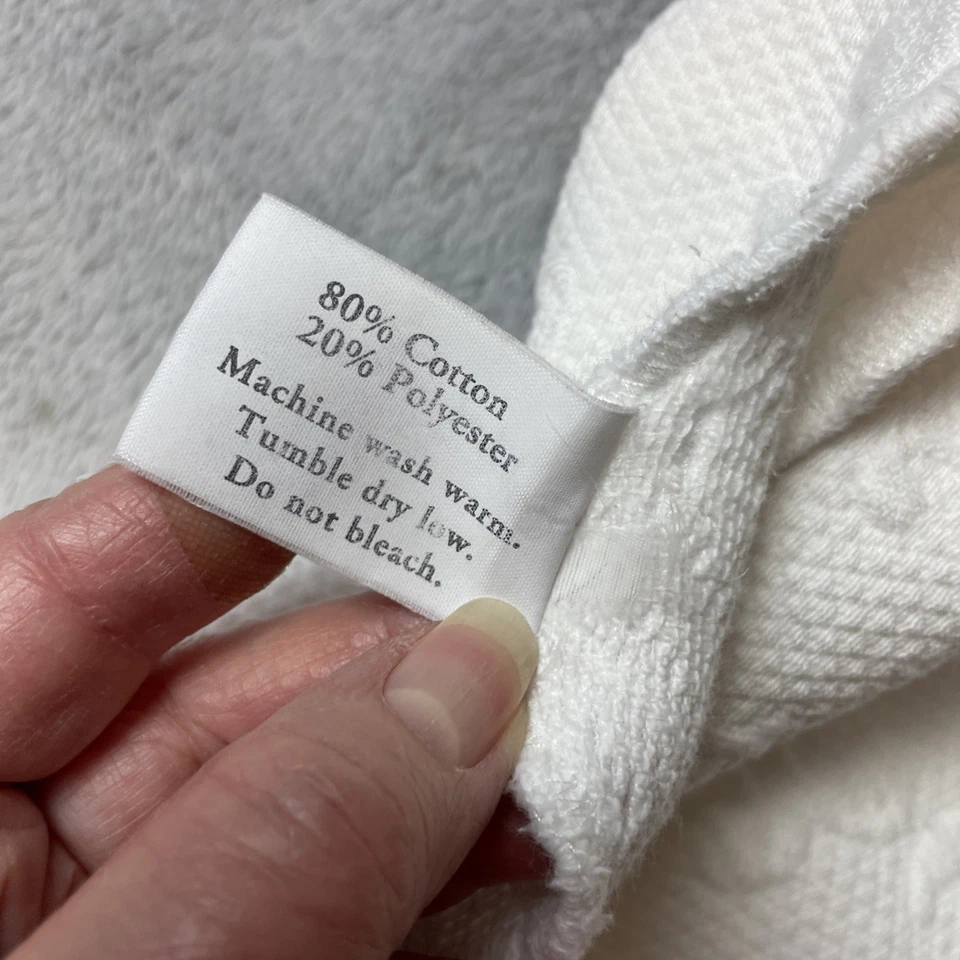 80% Cotton
20% Polyester
Machine wash warm.
Tumble dry low.
Do not bleach.